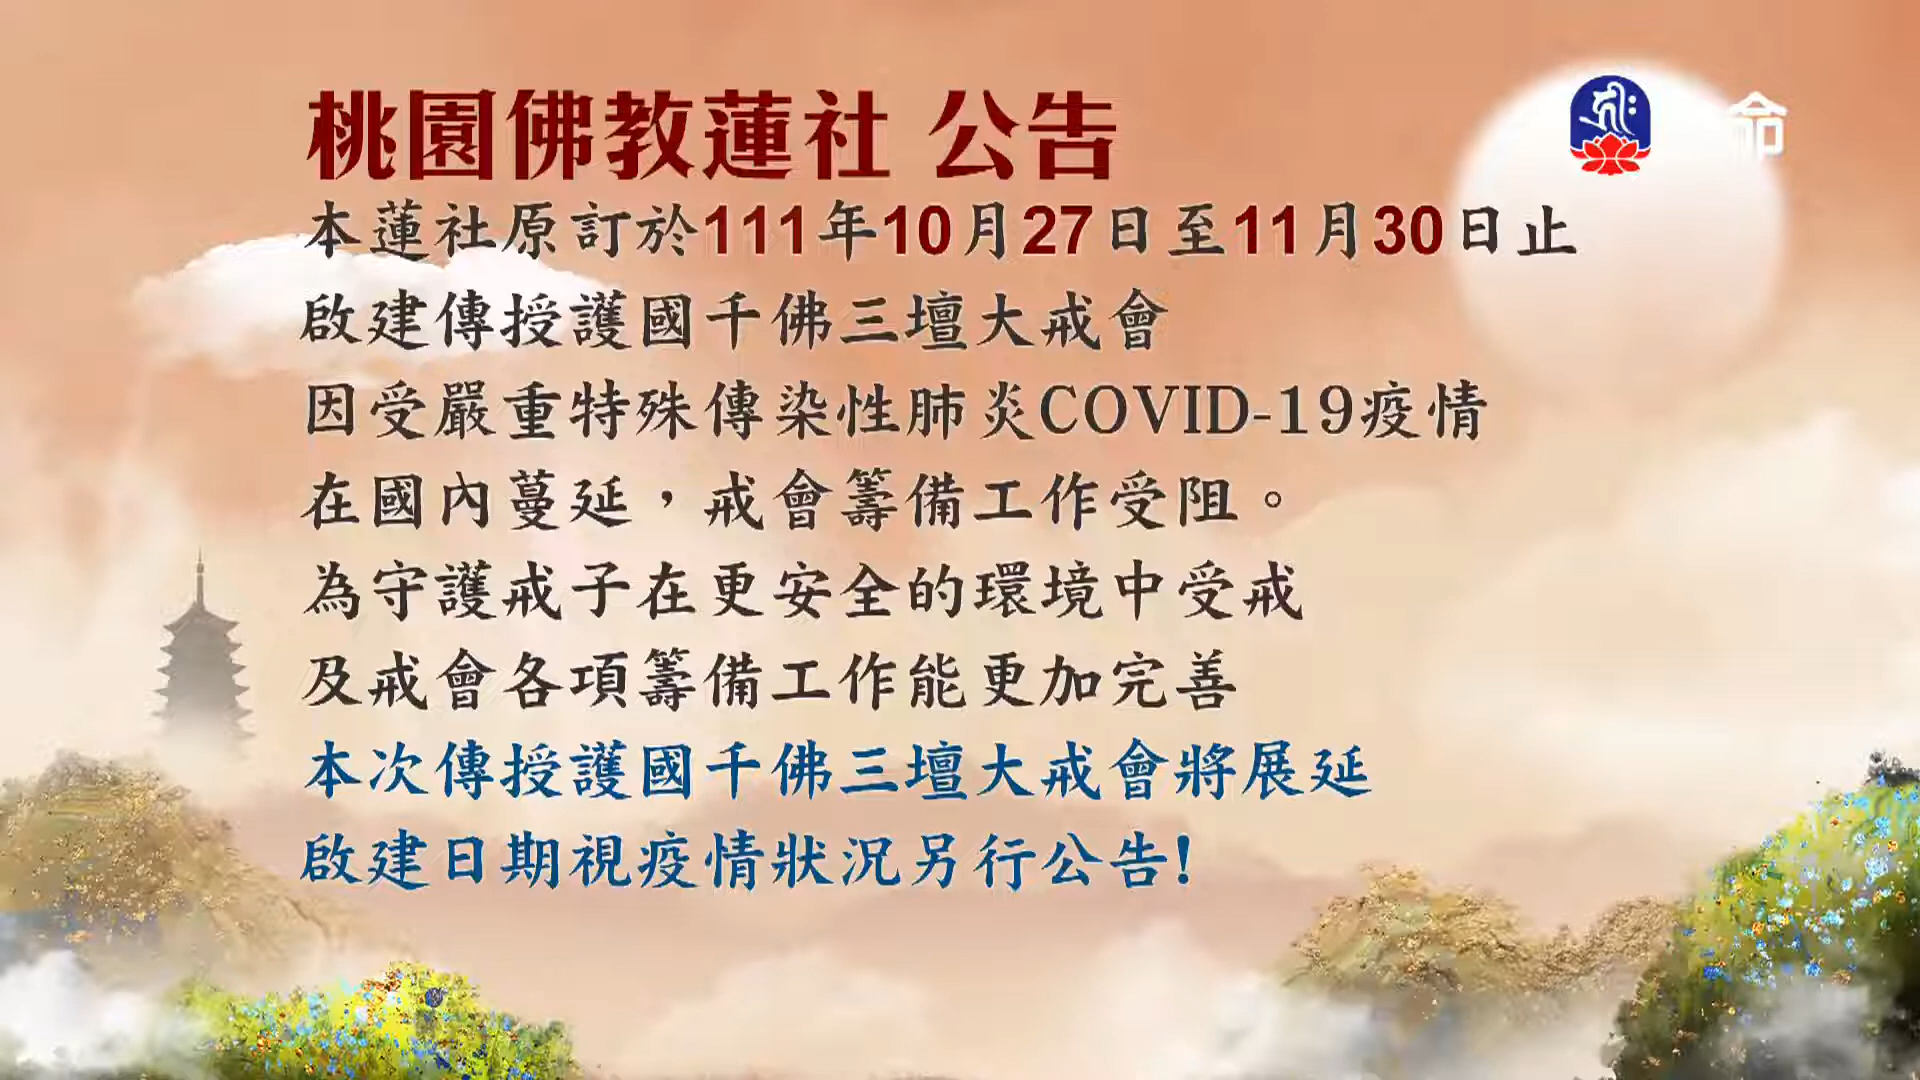 桃園佛教蓮社 公告
本蓮社原訂於111年10月27日至11月30日止
啟建傳授護國千佛三壇大戒會
因受嚴重特殊傳染性肺炎COVID-19疫情
在國內蔓延，戒會籌備工作受阻。
為守護戒子在更安全的環境中受戒
及戒會各項籌備工作能更加完善
本次傳授護國千佛三壇大戒會將展延
啟建日期視疫情狀況另行公告!
命